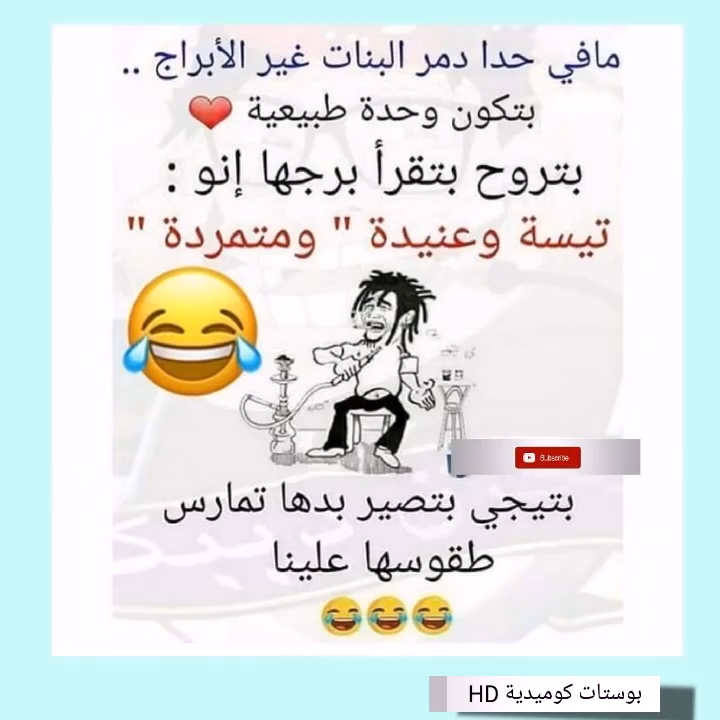 مافي حدا دمر البنات غير الأبراج ..
بتكون وحدة طبيعية ❤
بتروح بتقرأ برجها إنو :
تيسة وعنيدة " ومتمردة "
Subscribe
بتيجي بتصير بدها تمارس
طقوسها علينا
😂😂😂
بوستات كوميدية HD